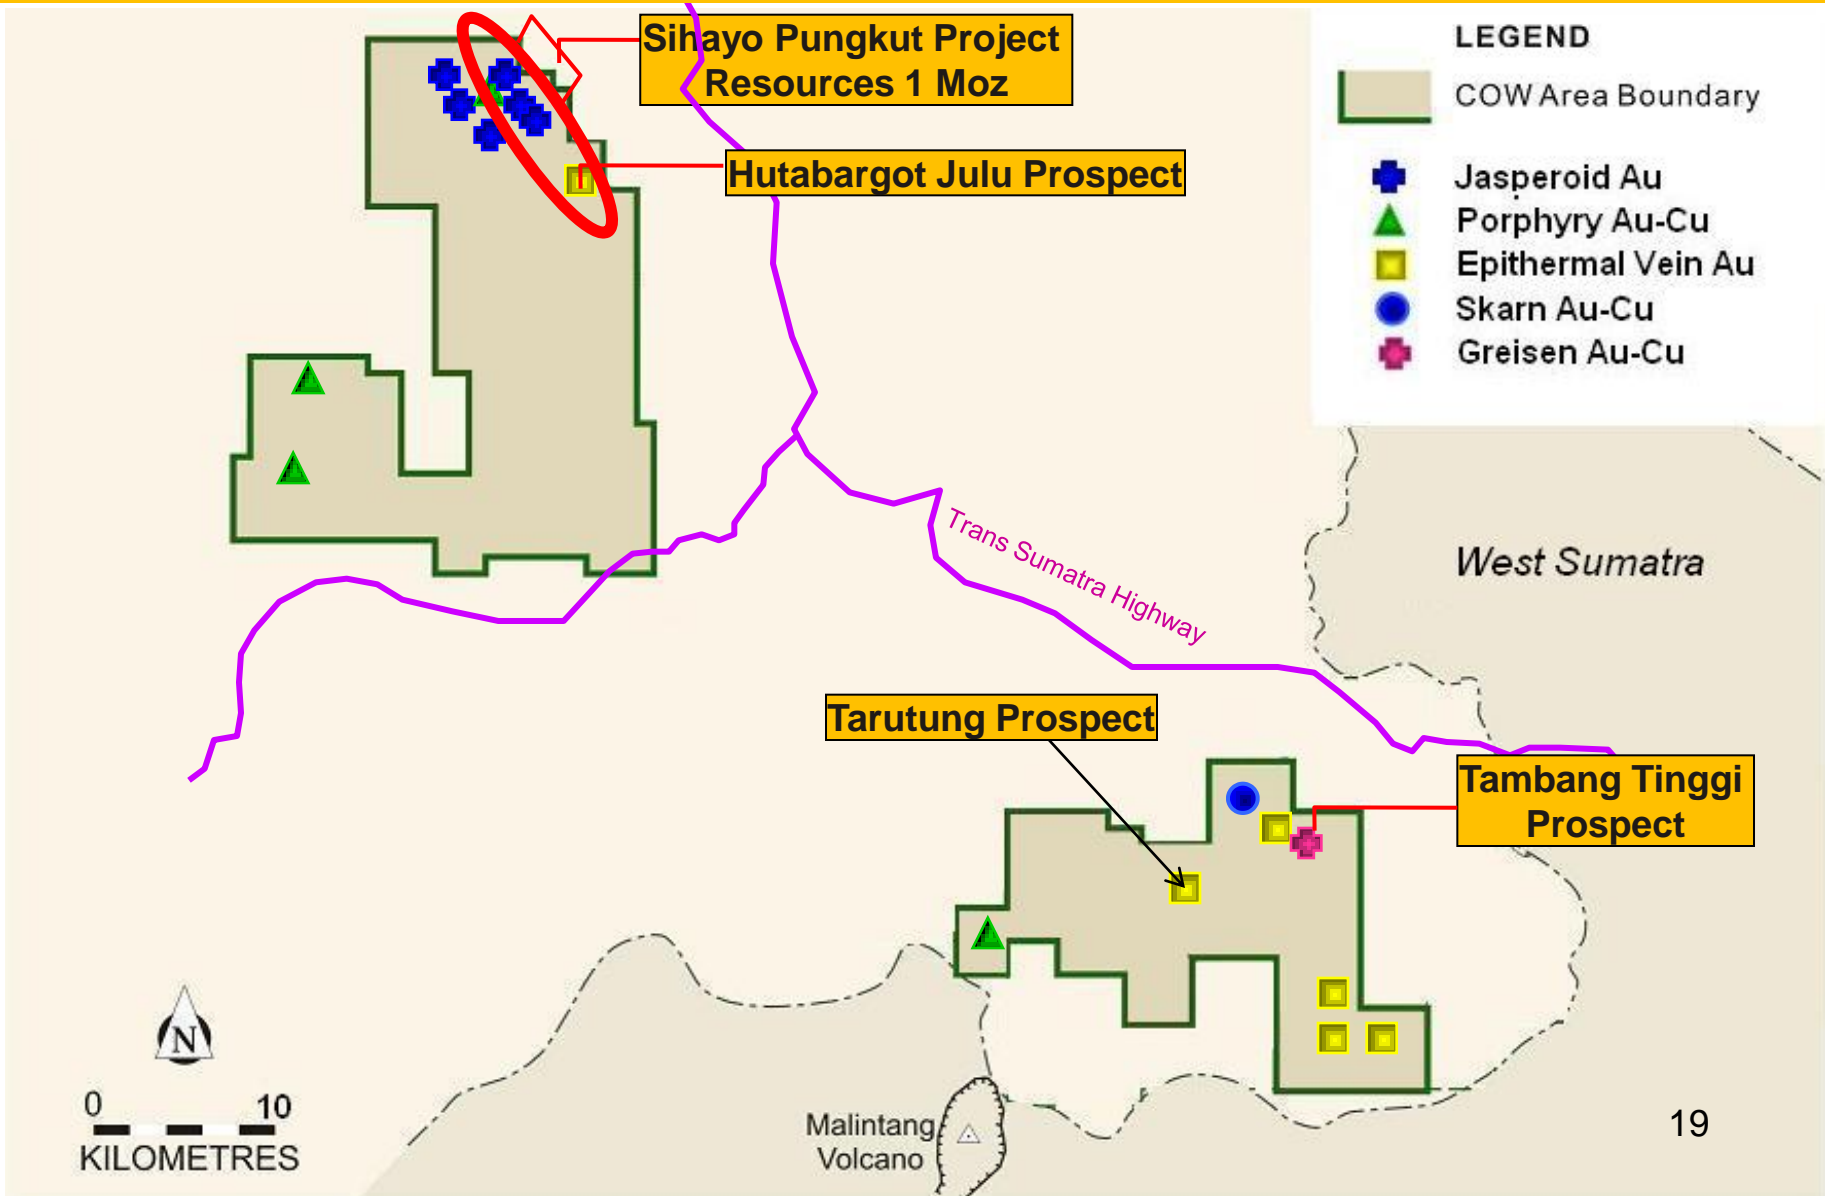 Sihayo Pungkut Project
Resources 1 Moz
Hutabargot Julu Prospect
LEGEND
COW Area Boundary
Jasperoid Au
Porphyry Au-Cu
Epithermal Vein Au
Skarn Au-Cu
Greisen Au-Cu
West Sumatra
Trans Sumatra Highway
Tarutung Prospect
Tambang Tinggi
Prospect
N
0 10
KILOMETRES
Malintang
Volcano
19